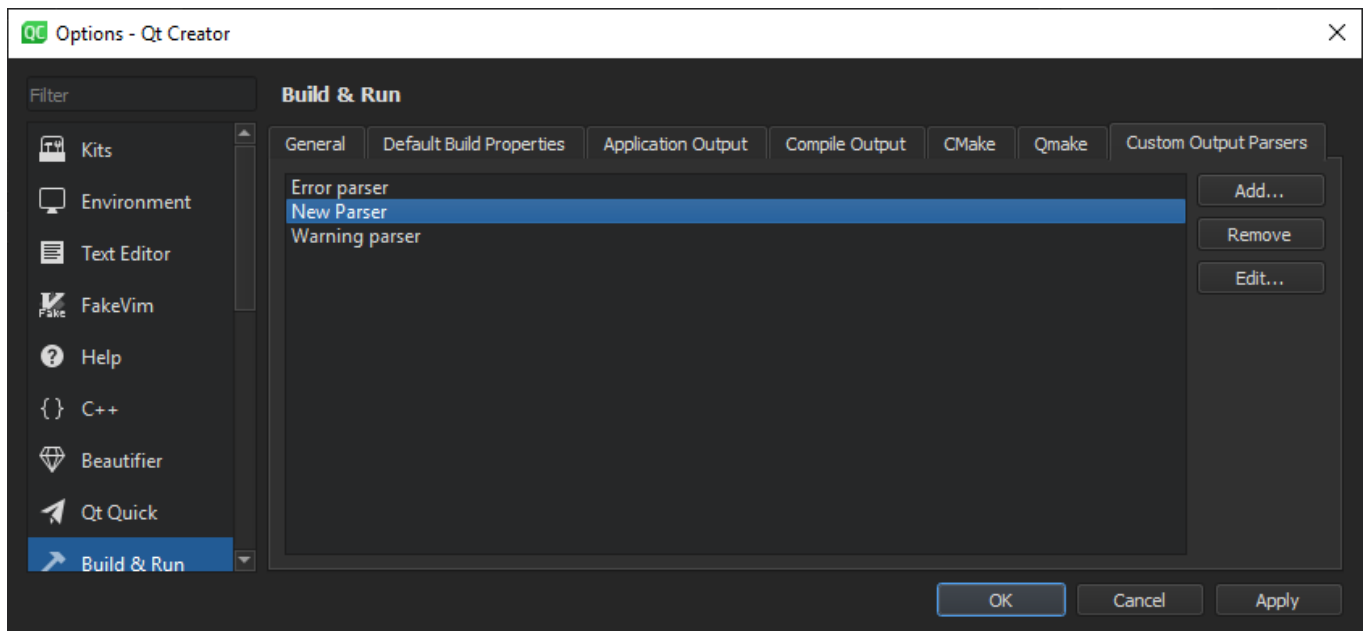 QC Options - Qt Creator
Filter
Build & Run
Kits
Environment
Text Editor
Fake
FakeVim
Help
{} C++
Beautifier
Qt Quick
Build & Run
General
Default Build Properties
Application Output
Compile Output
CMake
Qmake
Custom Output Parsers
Error parser
New Parser
Warning parser
Add...
Remove
Edit...
OK
Cancel
Apply